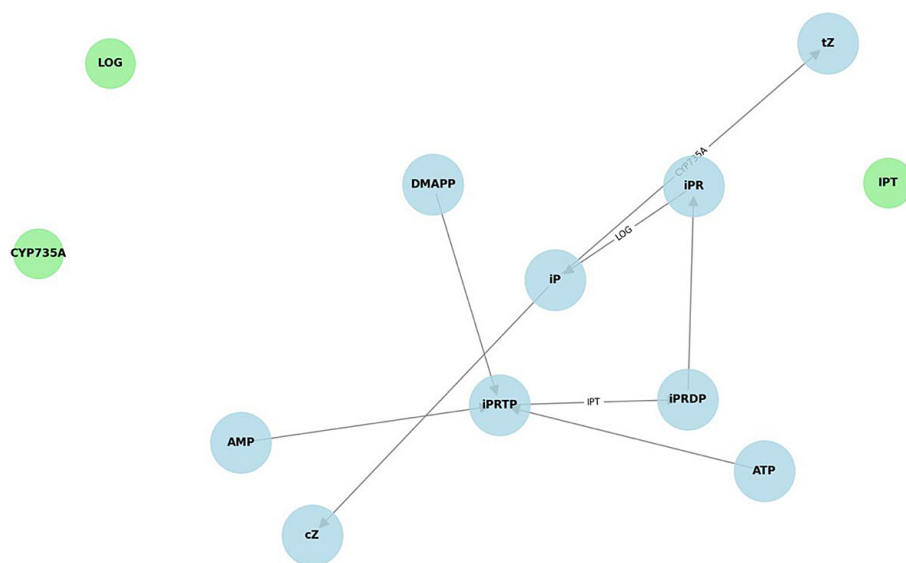 tZ
LOG
CYP735A
DMAPP
iPR
IPT
LOG
CYP735A
iP
iPRTP
IPT
iPRDP
AMP
ATP
cZ